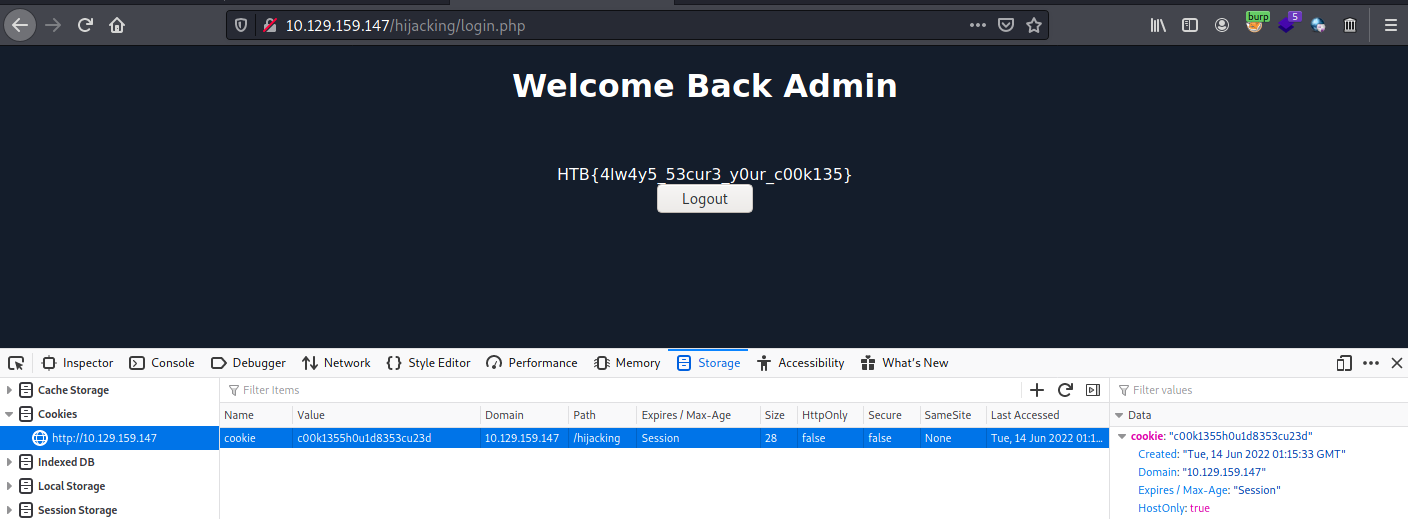 10.129.159.147/hijacking/login.php
burp
5
Welcome Back Admin
HTB{4lw4y5_53cur3_y0ur_c00k135}
Logout
Inspector Console Debugger Network Style Editor Performance Memory Storage Accessibility What's New
Cache Storage
Cookies
http://10.129.159.147
Indexed DB
Local Storage
Session Storage
Filter Items
Name Value Domain Path Expires / Max-Age Size HttpOnly Secure SameSite Last Accessed
cookie c00k1355h0u1d8353cu23d 10.129.159.147 /hijacking Session 28 false false None Tue, 14 Jun 2022 01:1...
Filter values
Data
cookie: "c00k1355h0u1d8353cu23d"
Created: "Tue, 14 Jun 2022 01:15:33 GMT"
Domain: "10.129.159.147"
Expires / Max-Age: "Session"
HostOnly: true